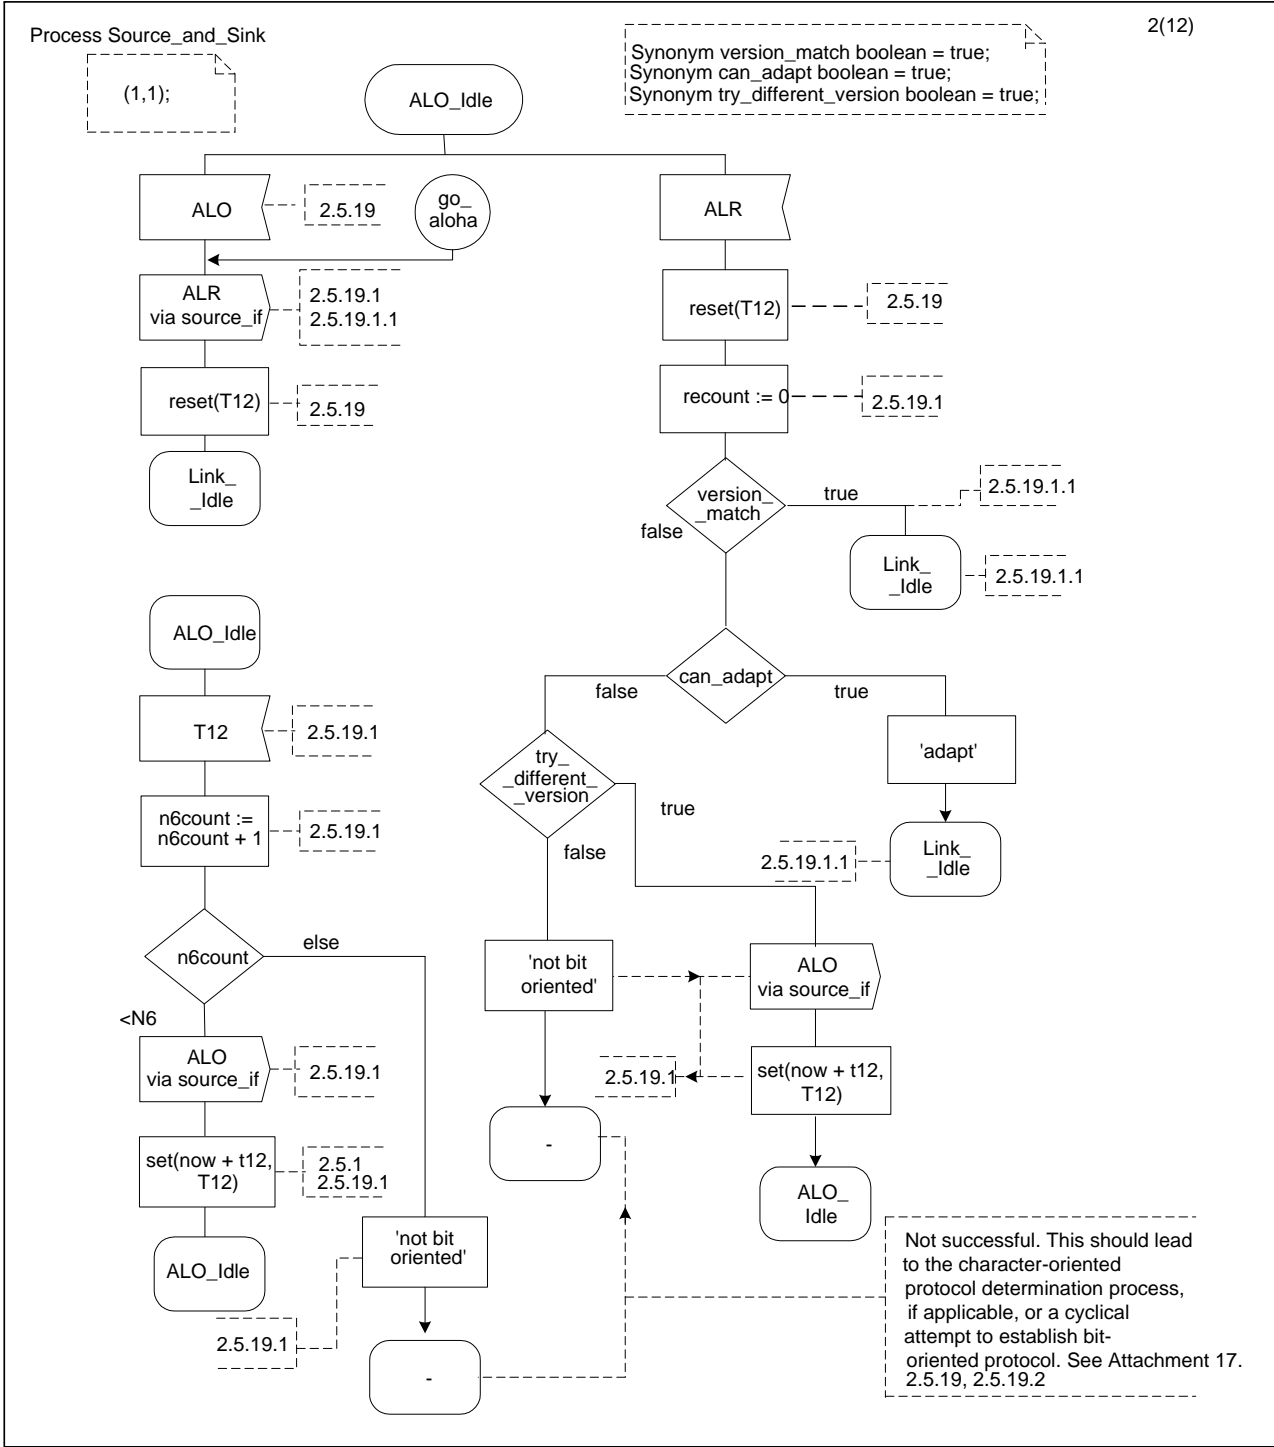 Process Source_and_Sink
2(12)
(1,1);
Synonym version_match boolean = true;
Synonym can_adapt boolean = true;
Synonym try_different_version boolean = true;
ALO_Idle
ALO
2.5.19
go_
aloha
ALR
via source_if
2.5.19.1
2.5.19.1.1
reset(T12)
2.5.19
Link_
_Idle
ALR
reset(T12)
2.5.19
recount := 0
2.5.19.1
version_
_match
true
false
2.5.19.1.1
Link_
_Idle
2.5.19.1.1
can_adapt
false
true
'adapt'
Link_
_Idle
2.5.19.1.1
try_
_different_
_version
true
false
'not bit
oriented'
-
ALO
via source_if
2.5.19.1
set(now + t12,
T12)
ALO_
Idle
ALO_Idle
T12
2.5.19.1
n6count :=
n6count + 1
2.5.19.1
n6count
else
<N6
ALO
via source_if
2.5.19.1
set(now + t12,
T12)
2.5.1
2.5.19.1
ALO_Idle
'not bit
oriented'
2.5.19.1
-
Not successful. This should lead
to the character-oriented
protocol determination process,
if applicable, or a cyclical
attempt to establish bit-
oriented protocol. See Attachment 17.
2.5.19, 2.5.19.2